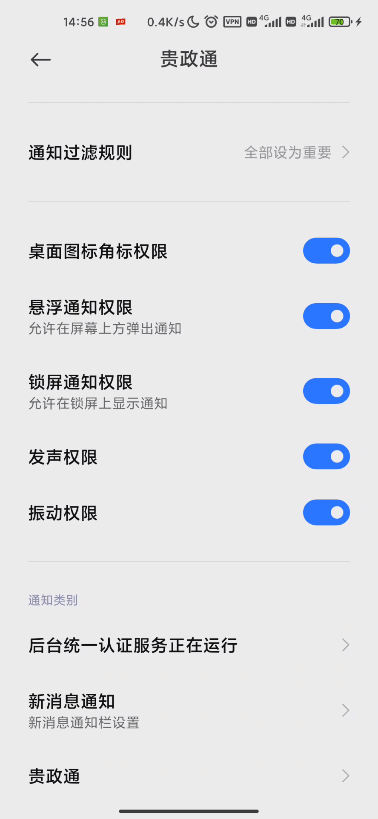 14:56 0.4K/s VPN HD 4G HD 4G 70
贵政通
通知过滤规则 全部设为重要
桌面图标角标权限
悬浮通知权限
允许在屏幕上方弹出通知
锁屏通知权限
允许在锁屏上显示通知
发声权限
振动权限
通知类别
后台统一认证服务正在运行
新消息通知
新消息通知栏设置
贵政通